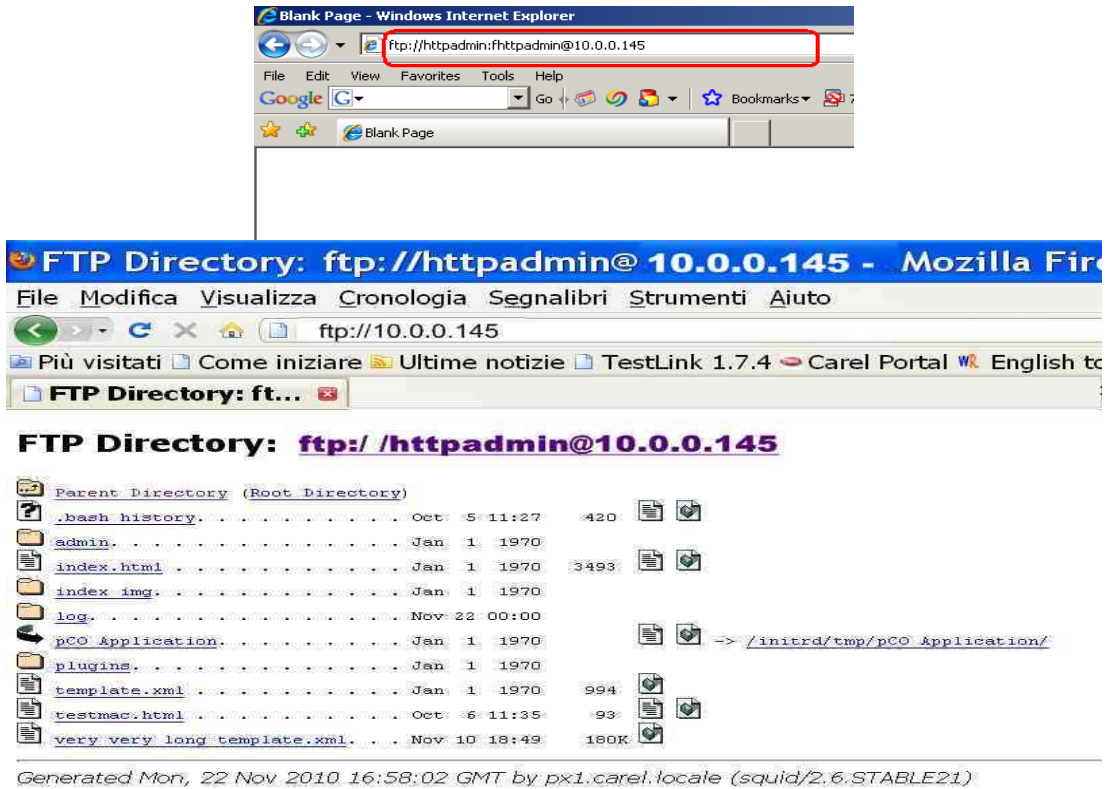 Blank Page - Windows Internet Explorer
ftp://httpadmin:fhttpadmin@10.0.0.145
File Edit View Favorites Tools Help
Google G Go Bookmarks 7
Blank Page
FTP Directory: ftp://httpadmin@ 10.0.0.145 - Mozilla Fire
File Modifica Visualizza Cronologia Segnalibri Strumenti Aiuto
ftp://10.0.0.145
Più visitati Come iniziare Ultime notizie TestLink 1.7.4 Carel Portal WR English to
FTP Directory: ft...
FTP Directory: ftp:/ /httpadmin@10.0.0.145
Parent Directory (Root Directory)
.bash history. . . . . . . . . . . Oct 5 11:27 420
admin. . . . . . . . . . . . . . . Jan 1 1970
index.html . . . . . . . . . . . . Jan 1 1970 3493
index img. . . . . . . . . . . . . Jan 1 1970
log. . . . . . . . . . . . . . . . Nov 22 00:00
pCO Application. . . . . . . . . . Jan 1 1970 -> /initrd/tmp/pCO Application/
plugins. . . . . . . . . . . . . . Jan 1 1970
template.xml . . . . . . . . . . . Jan 1 1970 994
testmac.html . . . . . . . . . . . Oct 6 11:35 93
very very long template.xml. . . Nov 10 18:49 180K
Generated Mon, 22 Nov 2010 16:58:02 GMT by px1.carel.locale (squid/2.6.STABLE21)